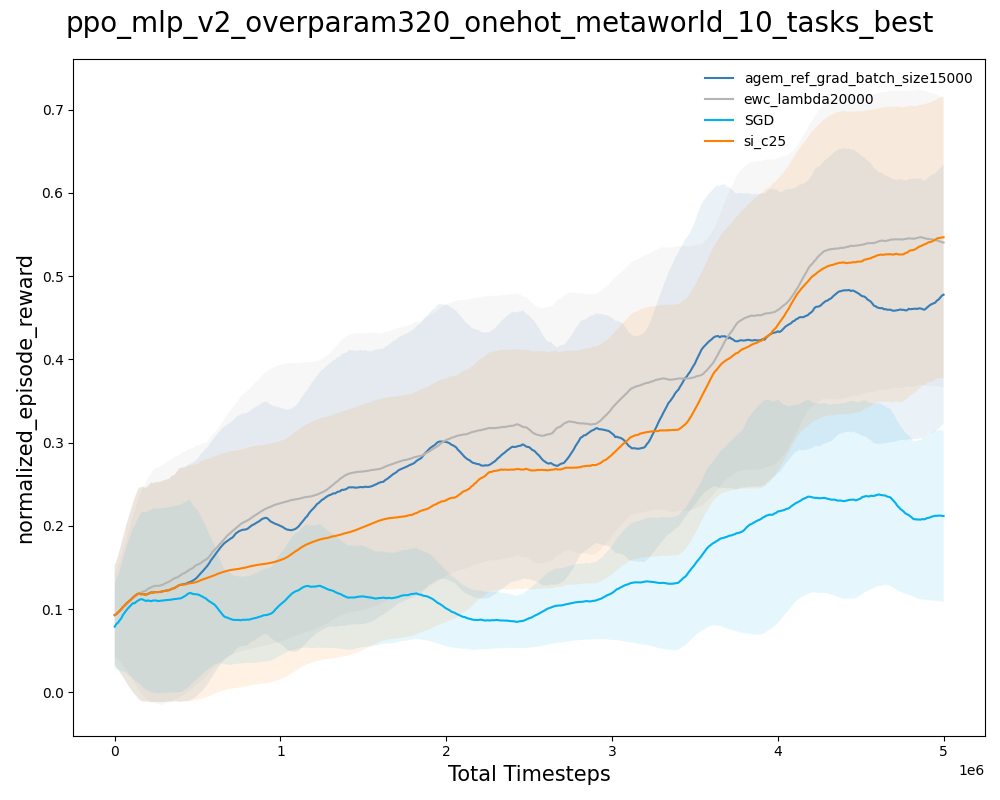 ppo_mlp_v2_overparam320_onehot_metaworld_10_tasks_best
agem_ref_grad_batch_size15000
ewc_lambda20000
SGD
si_c25
normalized_episode_reward
0.7
0.6
0.5
0.4
0.3
0.2
0.1
0.0
0 1 2 3 4 5
1e6
Total Timesteps